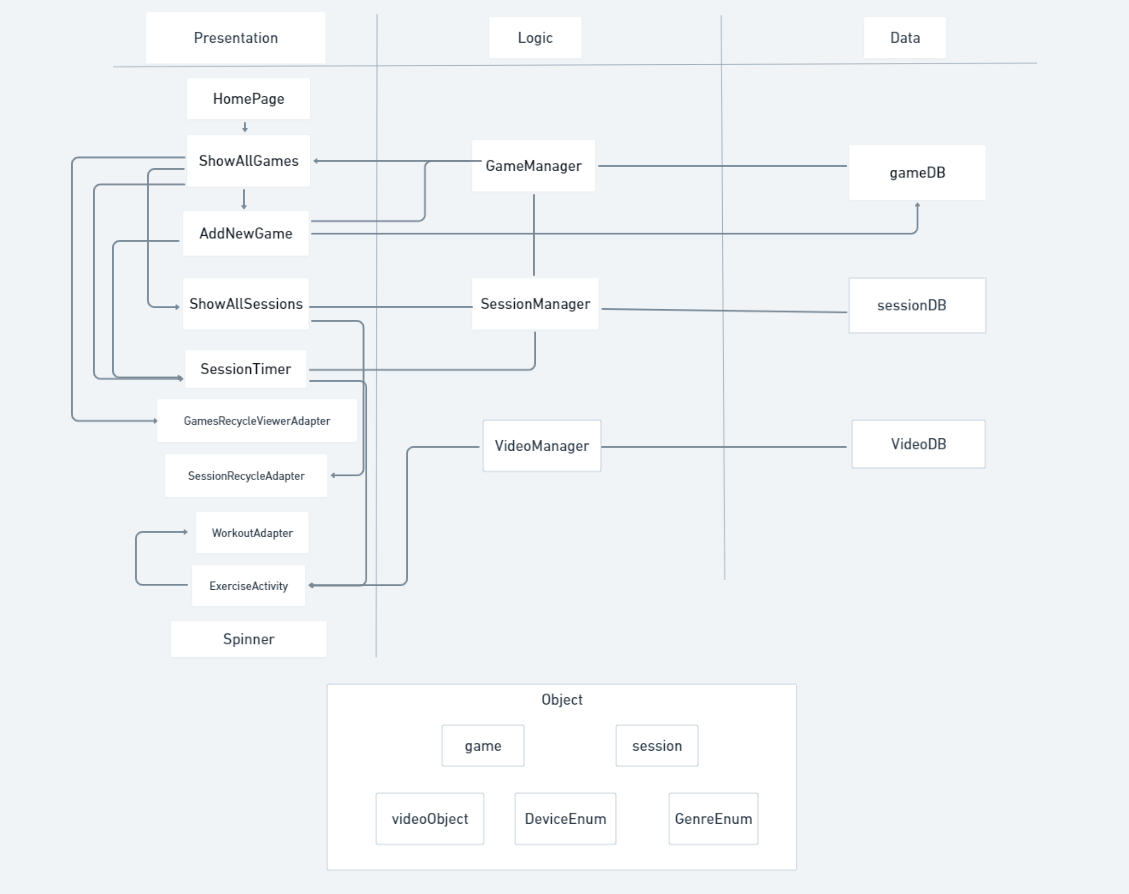 Presentation
Logic
Data
HomePage
ShowAllGames
GameManager
gameDB
AddNewGame
ShowAllSessions
SessionManager
sessionDB
SessionTimer
GamesRecycleViewerAdapter
VideoManager
VideoDB
SessionRecycleAdapter
WorkoutAdapter
ExerciseActivity
Spinner
Object
game
session
videoObject
DeviceEnum
GenreEnum